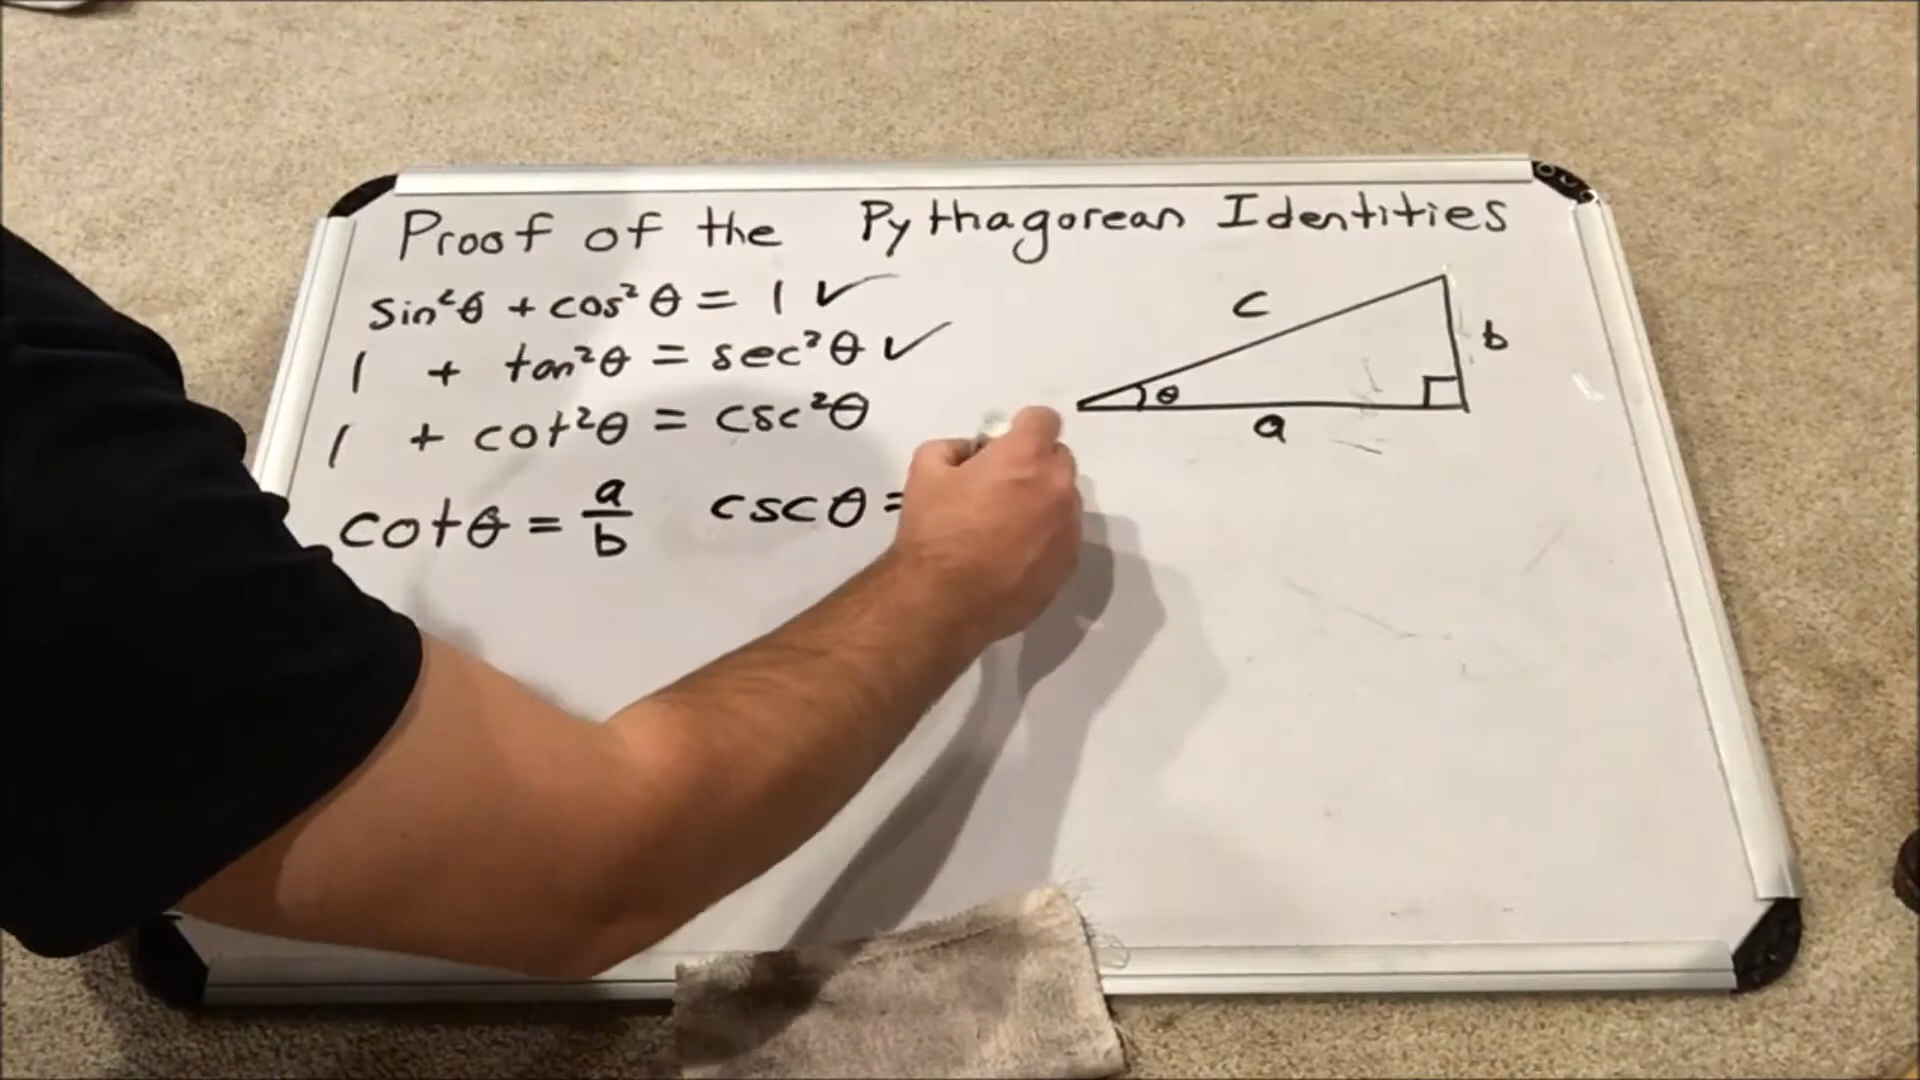 Proof of the Pythagorean Identities
sin²θ + cos²θ = 1 ✓
1 + tan²θ = sec²θ ✓
1 + cot²θ = csc²θ
cotθ = a/b cscθ =
c
b
θ
a